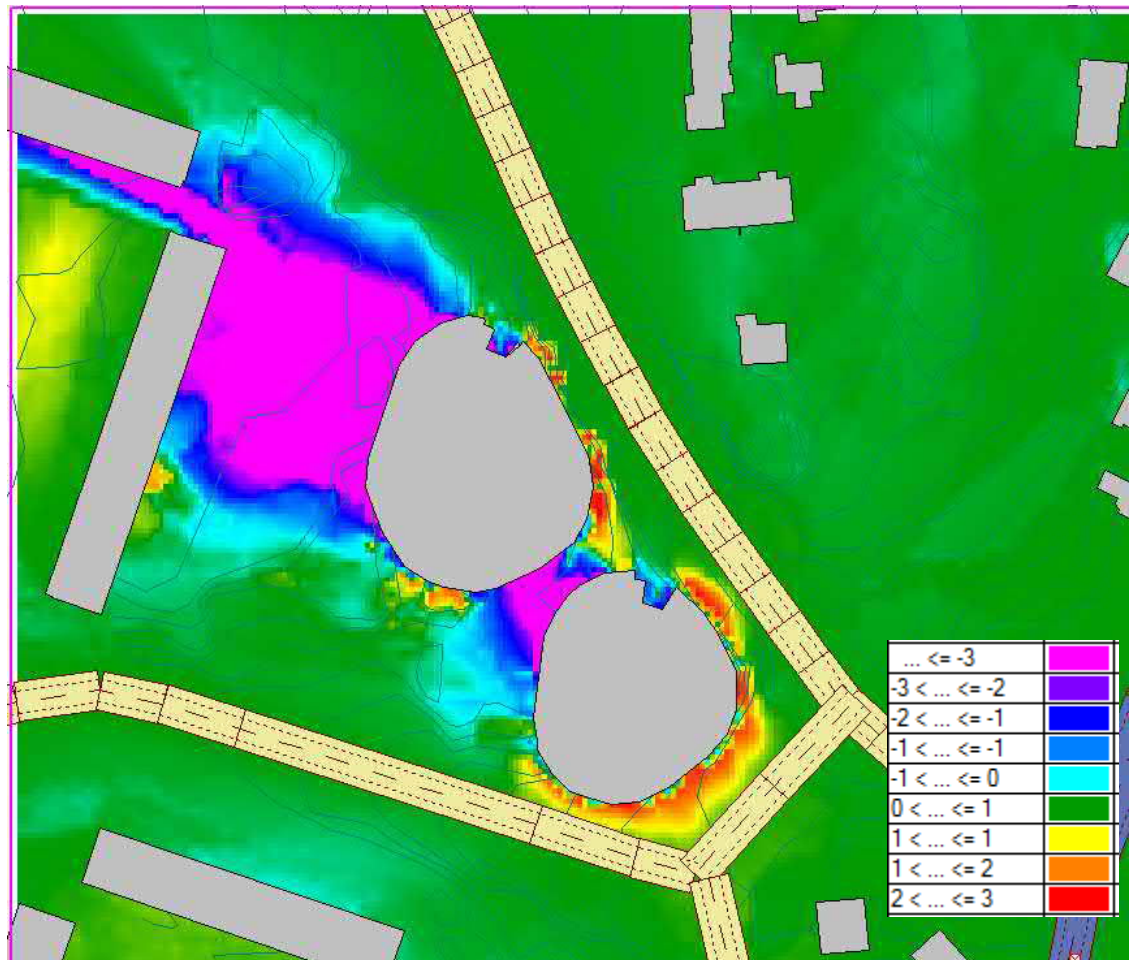 ... <= -3
-3 < ... <= -2
-2 < ... <= -1
-1 < ... <= -1
-1 < ... <= 0
0 < ... <= 1
1 < ... <= 1
1 < ... <= 2
2 < ... <= 3